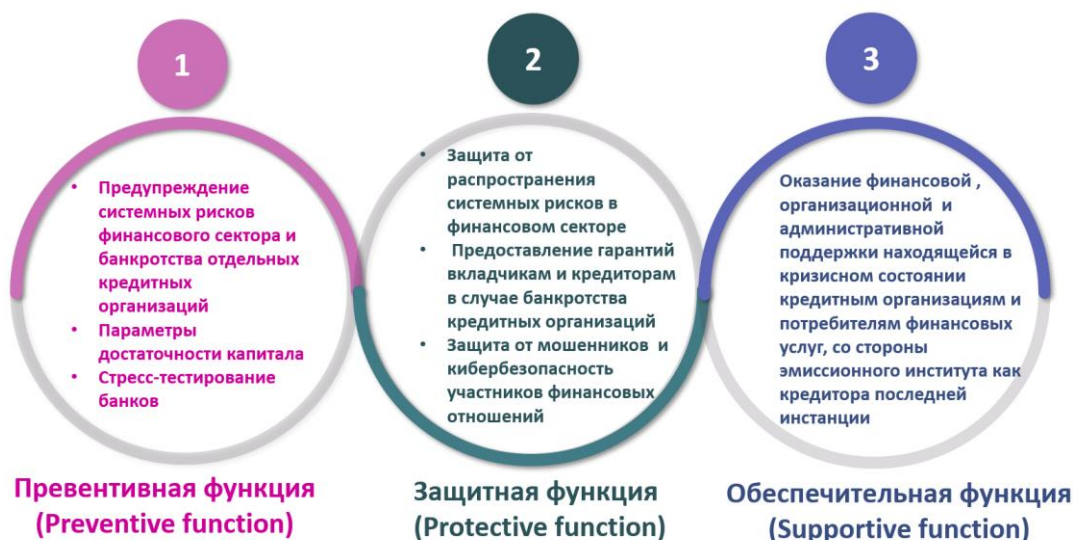 1
• Предупреждение
системных рисков
финансового сектора и
банкротства отдельных
кредитных
организаций
• Параметры
достаточности капитала
• Стресс-тестирование
банков
Превентивная функция
(Preventive function)
2
• Защита от
распространения
системных рисков в
финансовом секторе
• Предоставление гарантий
вкладчикам и кредиторам
в случае банкротства
кредитных организаций
• Защита от мошенников и
кибербезопасность
участников финансовых
отношений
Защитная функция
(Protective function)
3
Оказание финансовой ,
организационной и
административной
поддержки находящейся в
кризисном состоянии
кредитным организациям и
потребителям финансовых
услуг, со стороны
эмиссионного института как
кредитора последней
инстанции
Обеспечительная функция
(Supportive function)